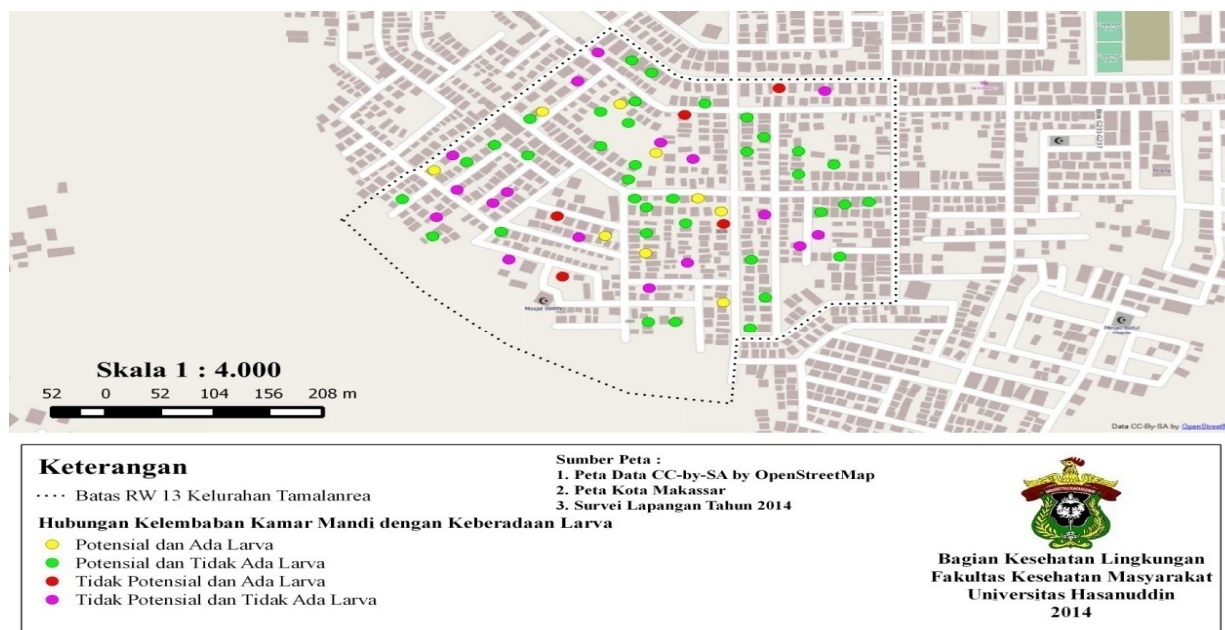 Skala 1 : 4.000
52 0 52 104 156 208 m
Data CC-By-SA by OpenStreetM
Keterangan
Batas RW 13 Kelurahan Tamalanrea
Hubungan Kelembaban Kamar Mandi dengan Keberadaan Larva
Potensial dan Ada Larva
Potensial dan Tidak Ada Larva
Tidak Potensial dan Ada Larva
Tidak Potensial dan Tidak Ada Larva
Sumber Peta :
1. Peta Data CC-by-SA by OpenStreetMap
2. Peta Kota Makassar
3. Survei Lapangan Tahun 2014
Bagian Kesehatan Lingkungan
Fakultas Kesehatan Masyarakat
Universitas Hasanuddin
2014